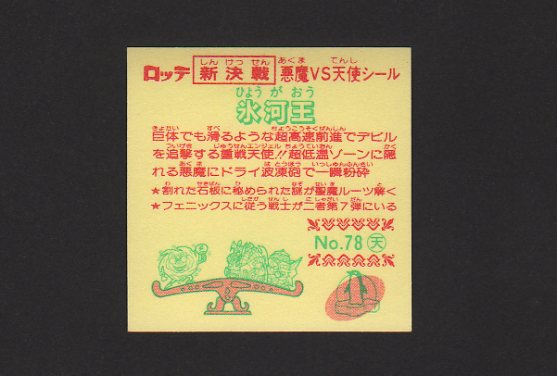 ロッテ 新決戦 悪魔VS天使シール
氷河王
巨体でも滑るような超高速前進でデビル
を追撃する重戦天使!!超低温ゾーンに隠
れる悪魔にドライ波凍砲で一瞬粉砕
★割れた石板に秘められた謎が聖魔ルーツ解く
★フェニックスに従う戦士が二者第7弾にいる
No.78 天